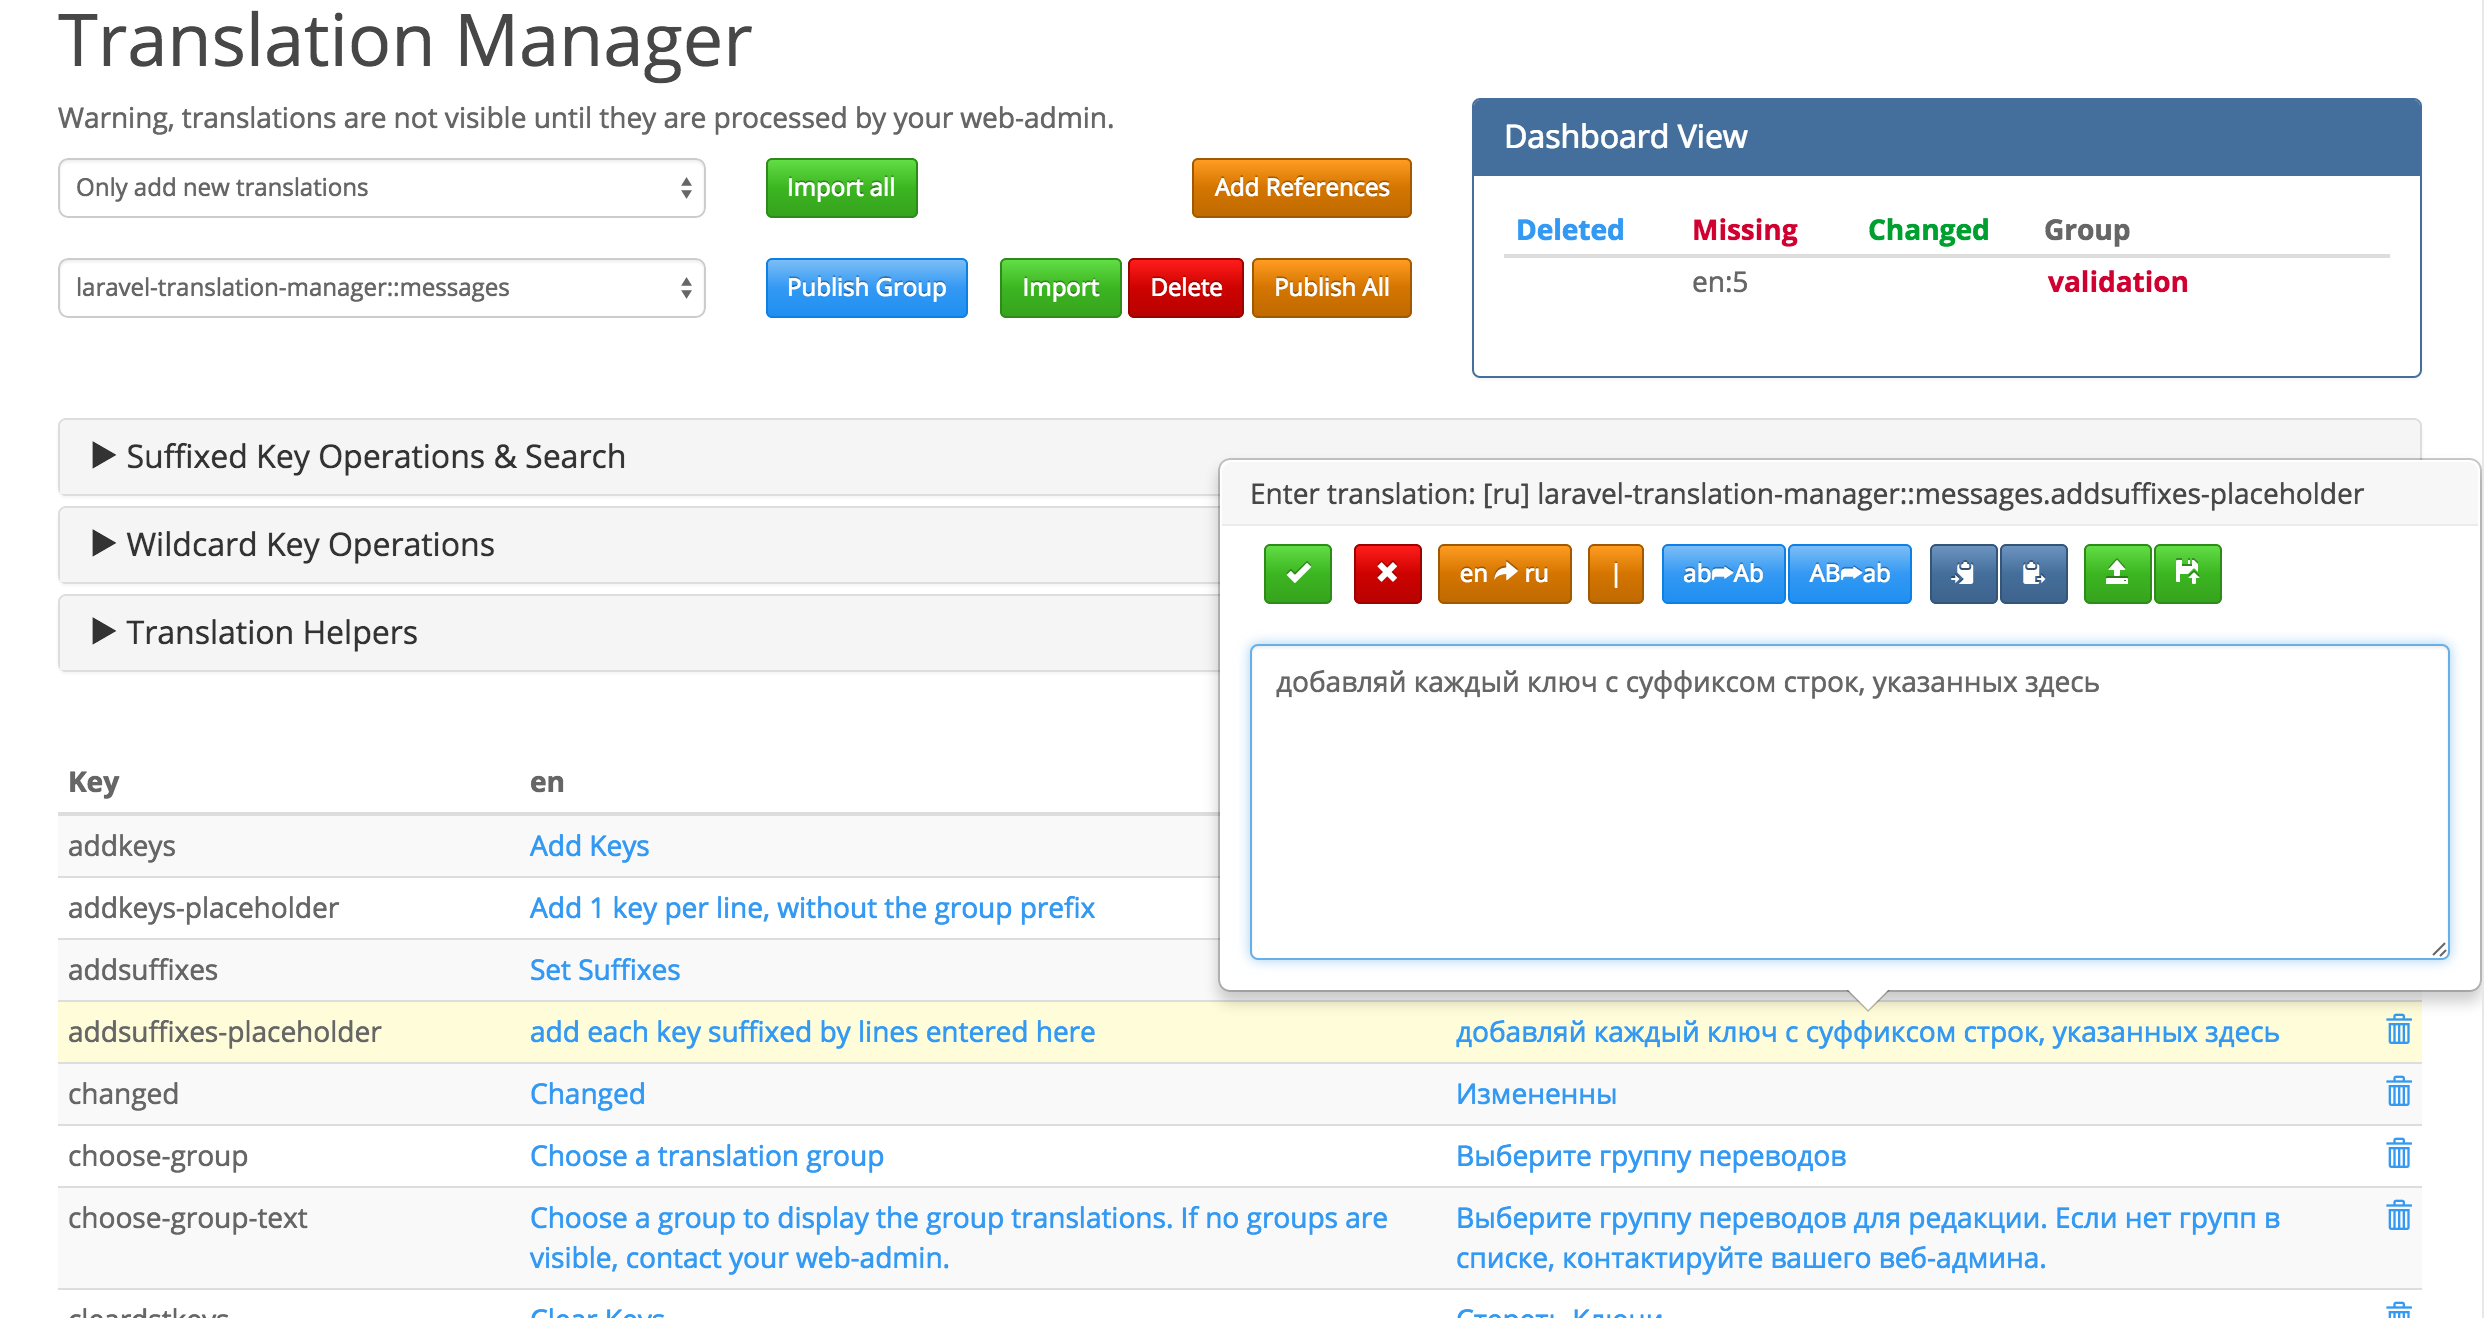 Translation Manager
Warning, translations are not visible until they are processed by your web-admin.
Only add new translations
Import all
Add References
laravel-translation-manager::messages
Publish Group
Import
Delete
Publish All
Dashboard View
Deleted Missing Changed Group
en:5 validation
Suffixed Key Operations & Search
Wildcard Key Operations
Translation Helpers
Enter translation: [ru] laravel-translation-manager::messages.addsuffixes-placeholder
en ru | ab Ab AB ab
добавляй каждый ключ с суффиксом строк, указанных здесь
Key en
addkeys Add Keys
addkeys-placeholder Add 1 key per line, without the group prefix
addsuffixes Set Suffixes
addsuffixes-placeholder add each key suffixed by lines entered here добавляй каждый ключ с суффиксом строк, указанных здесь
changed Changed Измененны
choose-group Choose a translation group Выберите группу переводов
choose-group-text Choose a group to display the group translations. If no groups are Выберите группу переводов для редакции. Если нет групп в
visible, contact your web-admin. списке, контактируйте вашего веб-админа.
cleardstkeys Clear Keys Стереть Ключи